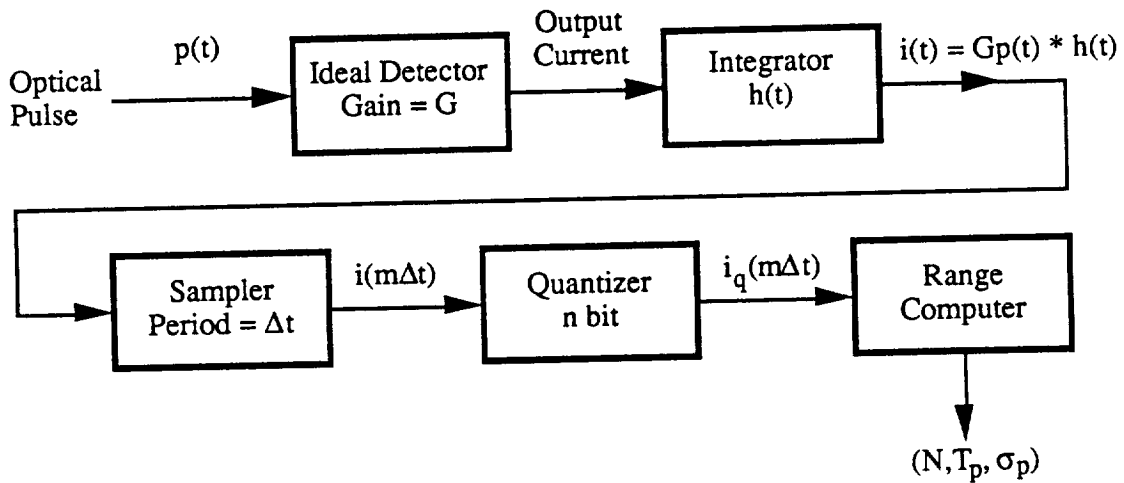 Optical
Pulse
p(t)
Ideal Detector
Gain = G
Output
Current
Integrator
h(t)
i(t) = Gp(t) * h(t)
Sampler
Period = Δt
i(mΔt)
Quantizer
n bit
i_q(mΔt)
Range
Computer
(N,T_p, σ_p)